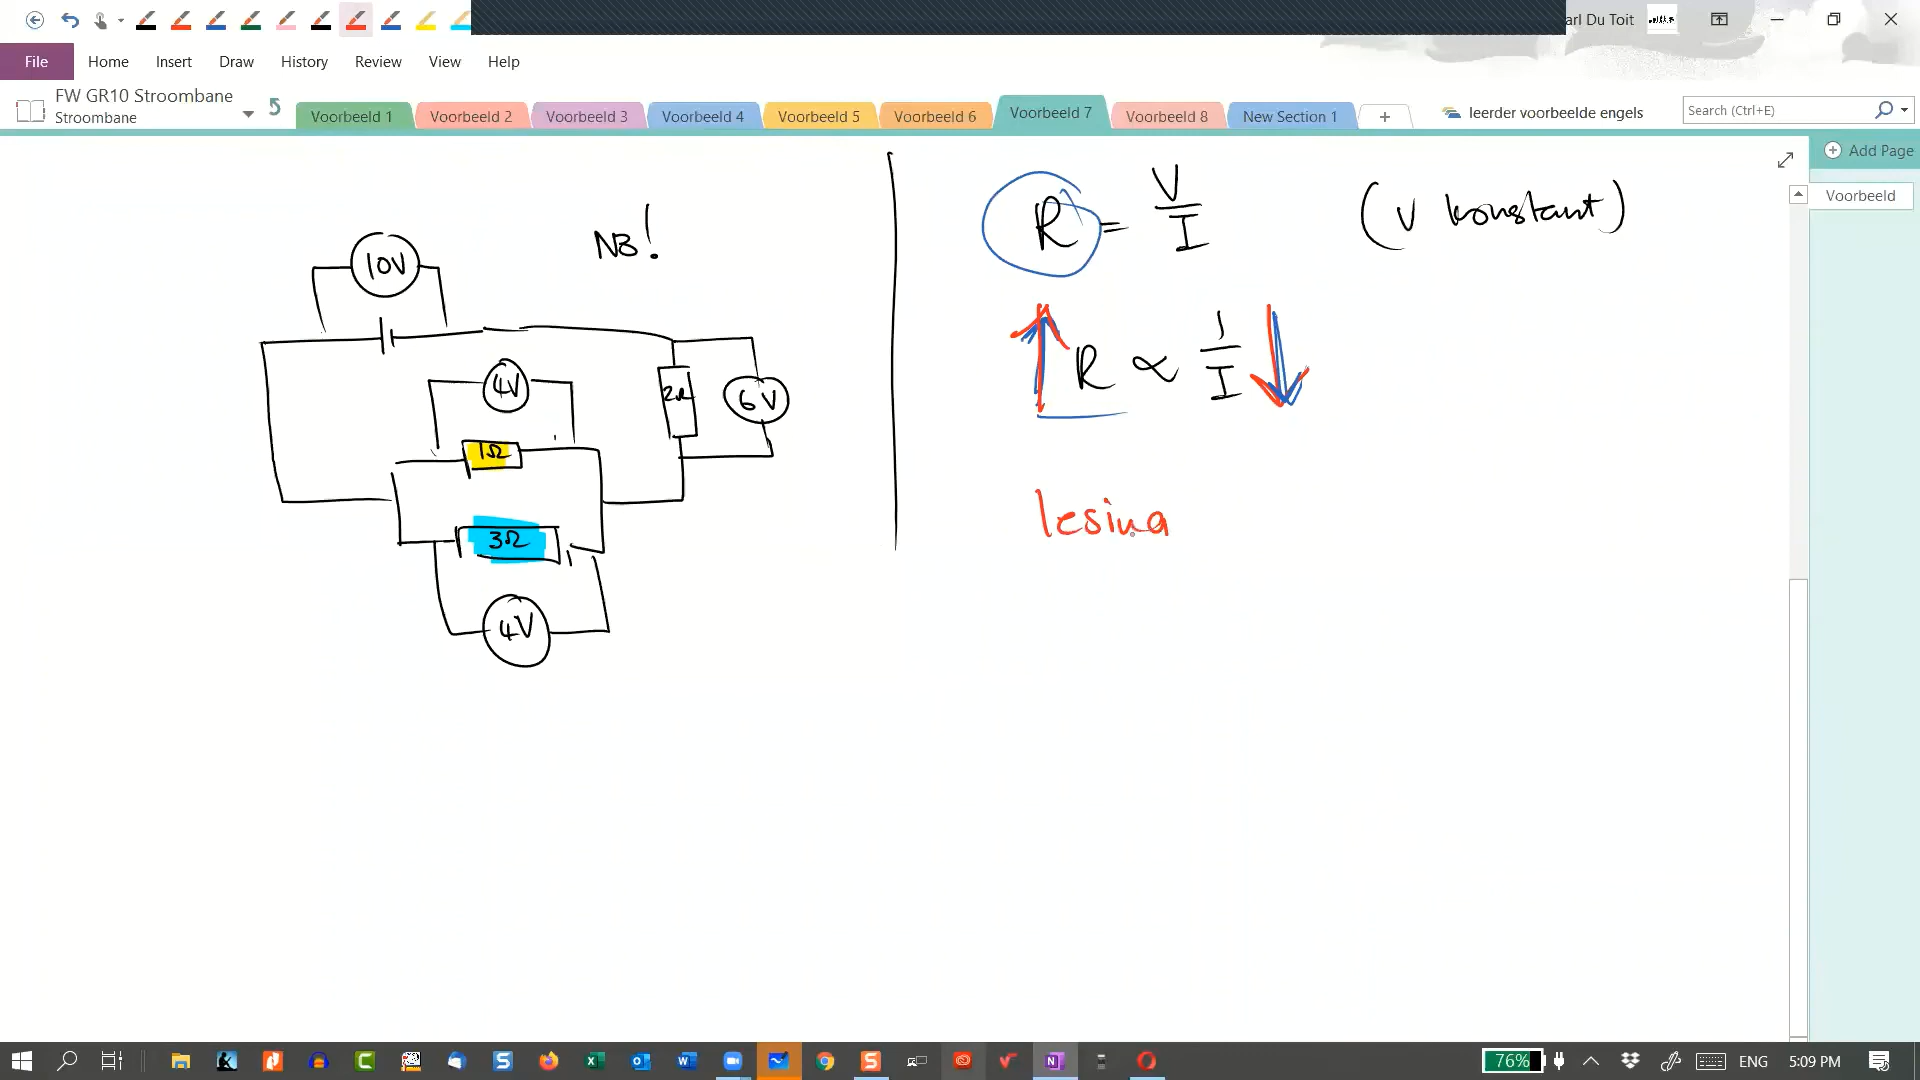 arl Du Toit
File Home Insert Draw History Review View Help
FW GR10 Stroombane
Stroombane
Voorbeeld 1 Voorbeeld 2 Voorbeeld 3 Voorbeeld 4 Voorbeeld 5 Voorbeeld 6 Voorbeeld 7 Voorbeeld 8 New Section 1 + leerder voorbeelde engels Search (Ctrl+E)
Add Page
Voorbeeld
NB!
10V
4V
2Ω
6V
1Ω
3Ω
4V
R = V/I (V konstant)
R ∝ 1/I
lesina
76% ENG 5:09 PM